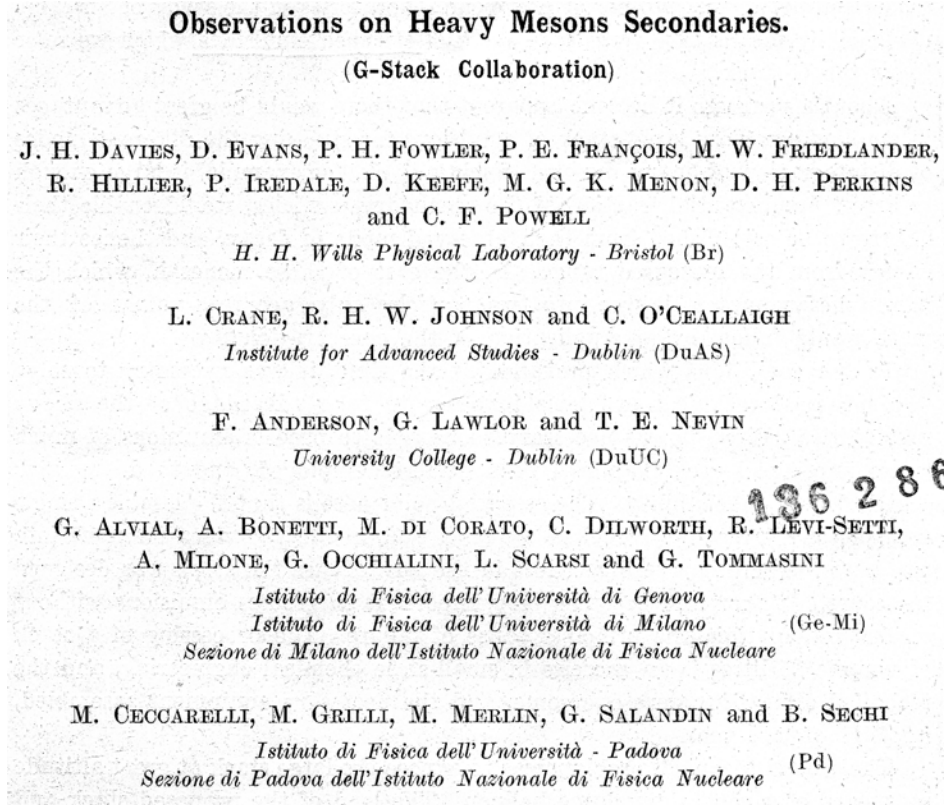 Observations on Heavy Mesons Secondaries.
(G-Stack Collaboration)
J. H. DAVIES, D. EVANS, P. H. FOWLER, P. E. FRANÇOIS, M. W. FRIEDLANDER,
R. HILLIER, P. IREDALE, D. KEEFE, M. G. K. MENON, D. H. PERKINS
and C. F. POWELL
H. H. Wills Physical Laboratory - Bristol (Br)
L. CRANE, R. H. W. JOHNSON and C. O'CEALLAIGH
Institute for Advanced Studies - Dublin (DuAS)
F. ANDERSON, G. LAWLOR and T. E. NEVIN
University College - Dublin (DuUC)
136 286
G. ALVIAL, A. BONETTI, M. DI CORATO, C. DILWORTH, R. LEVI-SETTI,
A. MILONE, G. OCCHIALINI, L. SCARSI and G. TOMMASINI
Istituto di Fisica dell'Università di Genova
Istituto di Fisica dell'Università di Milano (Ge-Mi)
Sezione di Milano dell'Istituto Nazionale di Fisica Nucleare
M. CECCARELLI, M. GRILLI, M. MERLIN, G. SALANDIN and B. SECHI
Istituto di Fisica dell'Università - Padova
(Pd)
Sezione di Padova dell'Istituto Nazionale di Fisica Nucleare